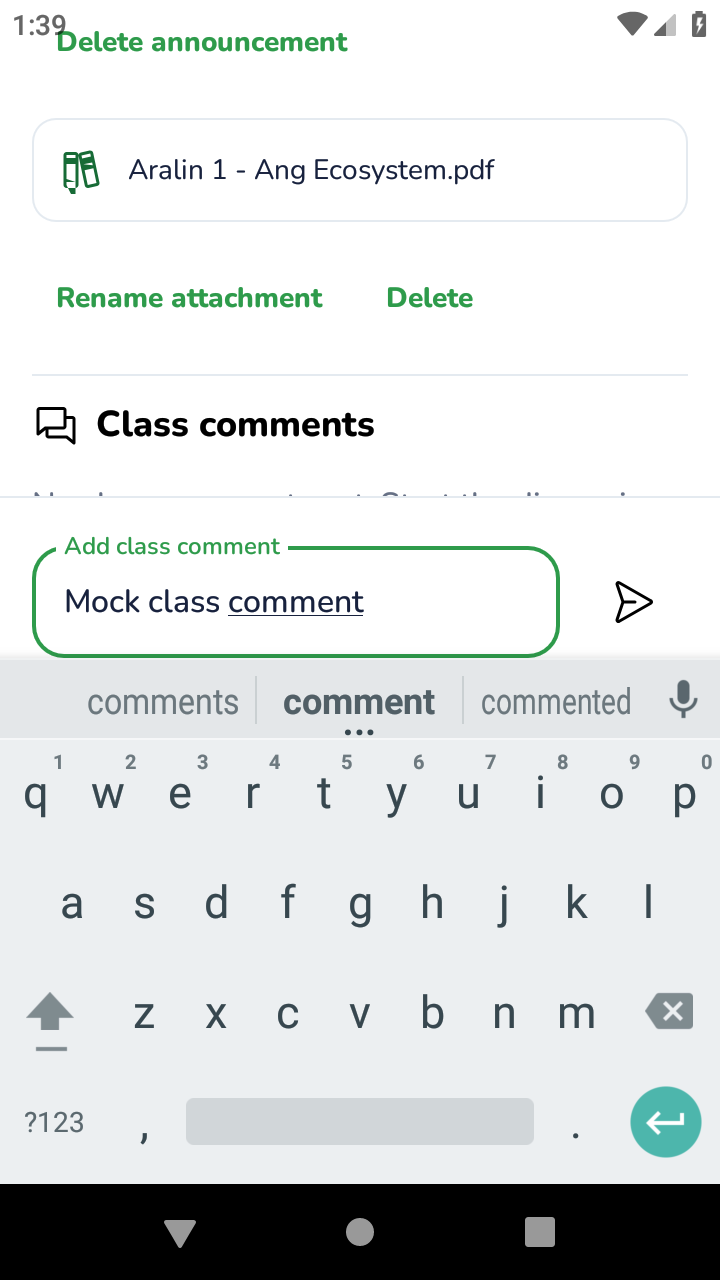 1:39
Delete announcement
Aralin 1 - Ang Ecosystem.pdf
Rename attachment Delete
Class comments
Add class comment
Mock class comment
comments comment commented
1 2 3 4 5 6 7 8 9 0
q w e r t y u i o p
a s d f g h j k l
z x c v b n m
?123 , .